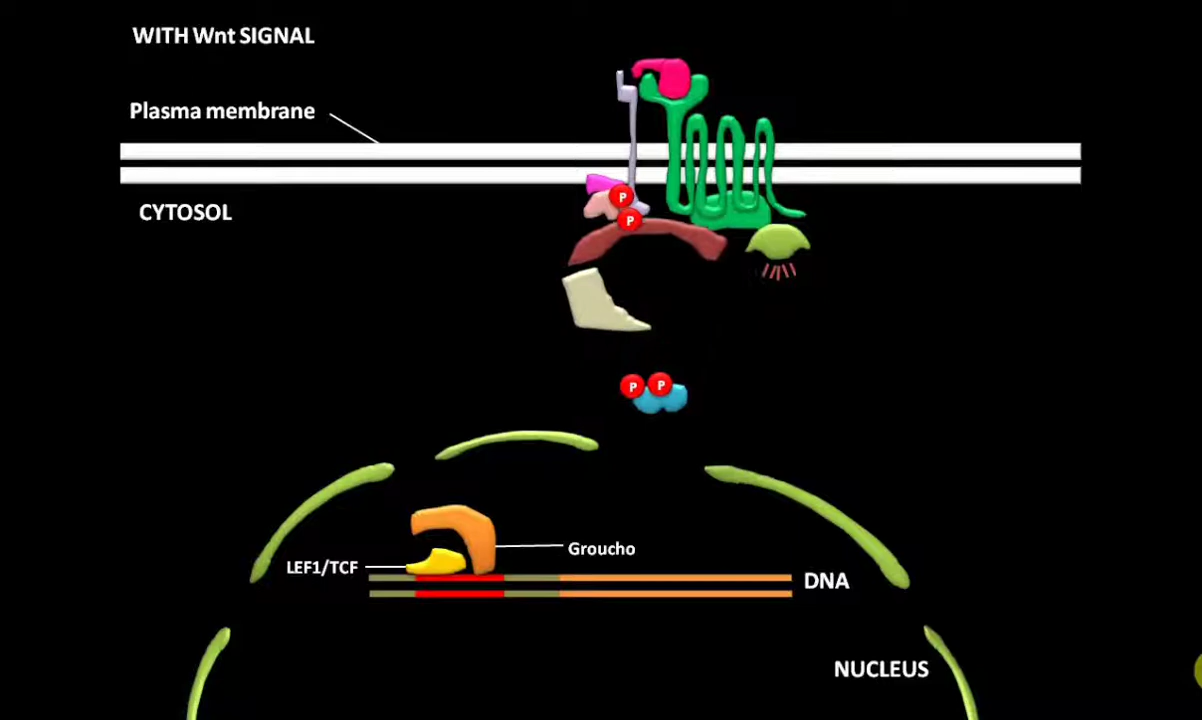 WITH Wnt SIGNAL
Plasma membrane
CYTOSOL
P
P
P P
Groucho
LEF1/TCF
DNA
NUCLEUS